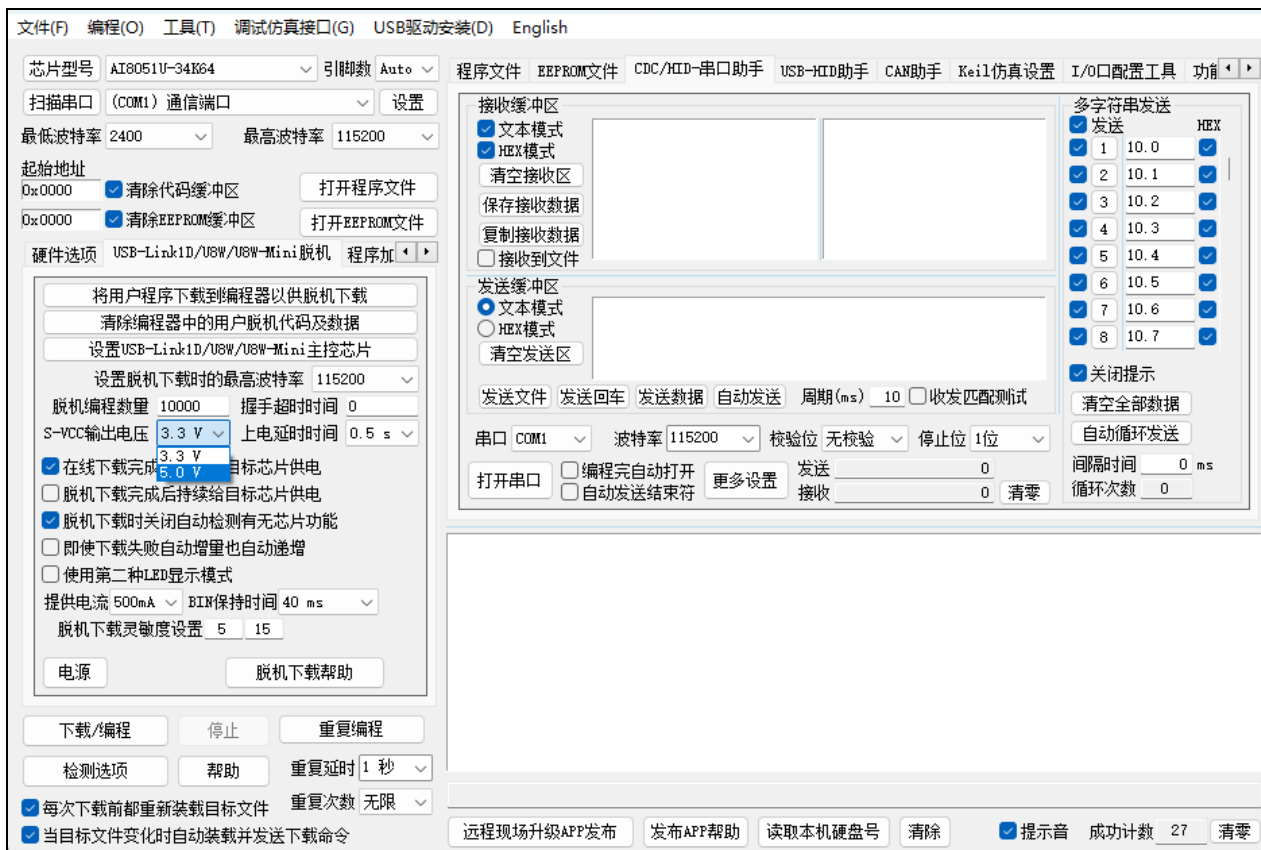 文件(F) 编程(O) 工具(T) 调试仿真接口(G) USB驱动安装(D) English
芯片型号 AI8051U-34K64 引脚数 Auto
扫描串口 (COM1) 通信端口 设置
最低波特率 2400 最高波特率 115200
起始地址
0x0000 清除代码缓冲区 打开程序文件
0x0000 清除EEPROM缓冲区 打开EEPROM文件
硬件选项 USB-Link1D/U8W/U8W-Mini脱机 程序加
将用户程序下载到编程器以供脱机下载
清除编程器中的用户脱机代码及数据
设置USB-Link1D/U8W/U8W-Mini主控芯片
设置脱机下载时的最高波特率 115200
脱机编程数量 10000 握手超时时间 0
S-VCC输出电压 3.3 V 上电延时时间 0.5 s
3.3 V
5.0 V
在线下载完成 目标芯片供电
脱机下载完成后持续给目标芯片供电
脱机下载时关闭自动检测有无芯片功能
即使下载失败自动增量也自动递增
使用第二种LED显示模式
提供电流 500mA BIN保持时间 40 ms
脱机下载灵敏度设置 5 15
电源 脱机下载帮助
下载/编程 停止 重复编程
检测选项 帮助 重复延时 1 秒
每次下载前都重新装载目标文件 重复次数 无限
当目标文件变化时自动装载并发送下载命令
程序文件 EEPROM文件 CDC/HID-串口助手 USB-HID助手 CAN助手 Keil仿真设置 I/O口配置工具
接收缓冲区
文本模式
HEX模式
清空接收区
保存接收数据
复制接收数据
接收到文件
发送缓冲区
文本模式
HEX模式
清空发送区
发送文件 发送回车 发送数据 自动发送 周期(ms) 10 收发匹配测试
串口 COM1 波特率 115200 校验位 无校验 停止位 1位
打开串口 编程完自动打开 更多设置 发送 0
自动发送结束符 接收 0 清零
多字符串发送
发送 HEX
1 10.0
2 10.1
3 10.2
4 10.3
5 10.4
6 10.5
7 10.6
8 10.7
关闭提示
清空全部数据
自动循环发送
间隔时间 0 ms
循环次数 0
远程现场升级APP发布 发布APP帮助 读取本机硬盘号 清除 提示音 成功计数 27 清零